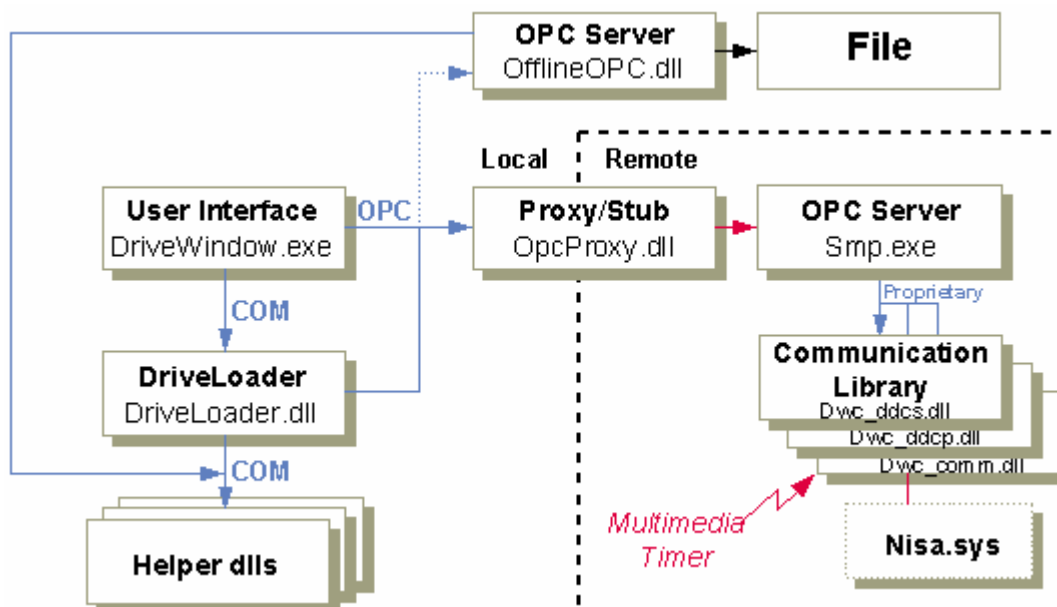 OPC Server
OfflineOPC.dll
File
Local
Remote
User Interface
DriveWindow.exe
OPC
Proxy/Stub
OpcProxy.dll
OPC Server
Smp.exe
Proprietary
COM
DriveLoader
DriveLoader.dll
Communication
Library
Dwc_ddcs.dll
Dwc_ddcp.dll
Dwc_comm.dll
COM
Multimedia
Timer
Helper dlls
Nisa.sys